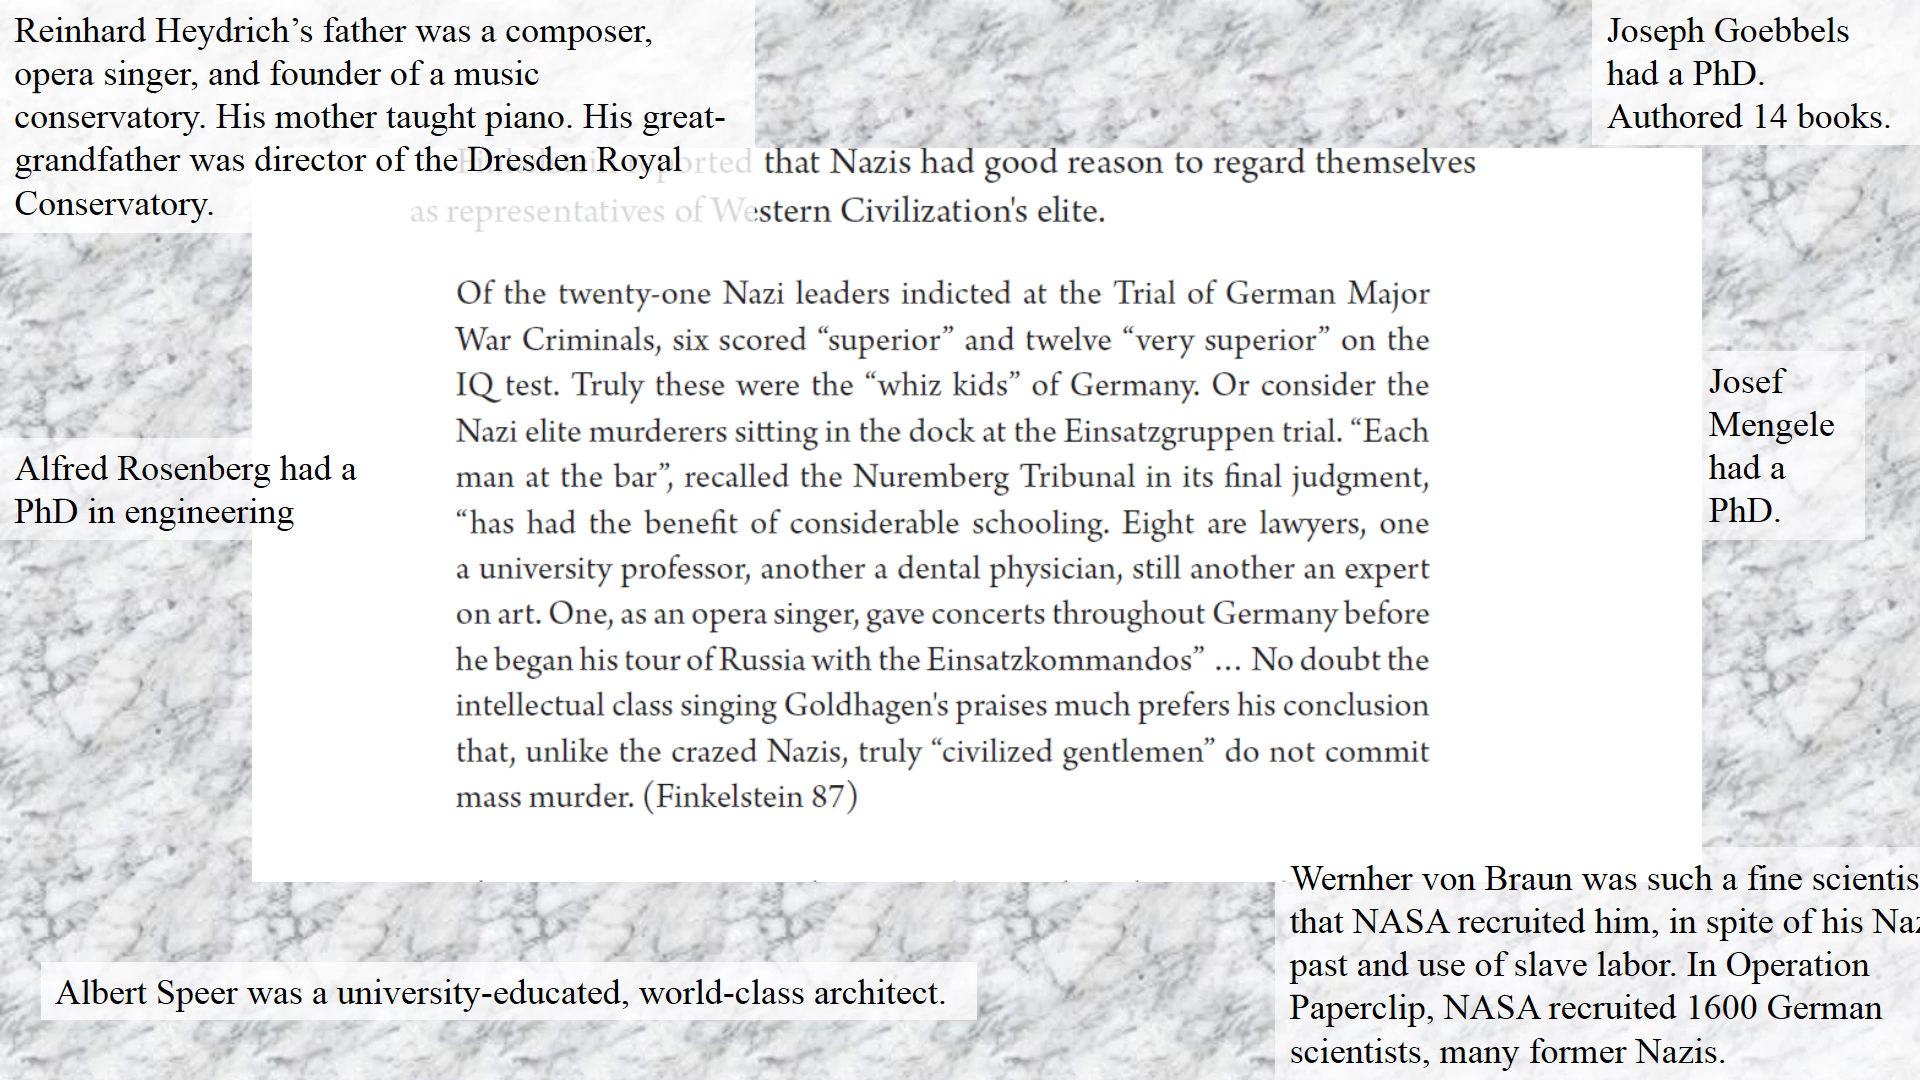 Reinhard Heydrich’s father was a composer,
opera singer, and founder of a music
conservatory. His mother taught piano. His great-
grandfather was director of the Dresden Royal
Conservatory.
Joseph Goebbels
had a PhD.
Authored 14 books.
reported that Nazis had good reason to regard themselves
as representatives of Western Civilization's elite.
Of the twenty-one Nazi leaders indicted at the Trial of German Major
War Criminals, six scored “superior” and twelve “very superior” on the
IQ test. Truly these were the “whiz kids” of Germany. Or consider the
Nazi elite murderers sitting in the dock at the Einsatzgruppen trial. “Each
man at the bar”, recalled the Nuremberg Tribunal in its final judgment,
“has had the benefit of considerable schooling. Eight are lawyers, one
a university professor, another a dental physician, still another an expert
on art. One, as an opera singer, gave concerts throughout Germany before
he began his tour of Russia with the Einsatzkommandos” … No doubt the
intellectual class singing Goldhagen's praises much prefers his conclusion
that, unlike the crazed Nazis, truly “civilized gentlemen” do not commit
mass murder. (Finkelstein 87)
Alfred Rosenberg had a
PhD in engineering
Josef
Mengele
had a
PhD.
Wernher von Braun was such a fine scientis
that NASA recruited him, in spite of his Naz
past and use of slave labor. In Operation
Paperclip, NASA recruited 1600 German
scientists, many former Nazis.
Albert Speer was a university-educated, world-class architect.